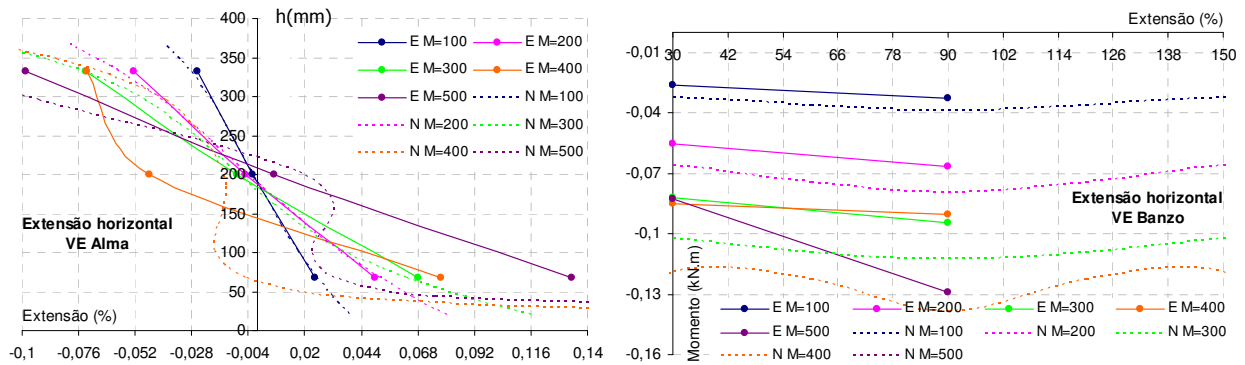 h(mm)
400
350
300
250
200
150
100
50
0
E M=100
E M=200
E M=300
E M=400
E M=500
N M=100
N M=200
N M=300
N M=400
N M=500
Extensão horizontal
VE Alma
Extensão (%)
-0,1 -0,076 -0,052 -0,028 -0,004 0,02 0,044 0,068 0,092 0,116 0,14
Extensão (%)
-0,01
30 42 54 66 78 90 102 114 126 138 150
-0,04
-0,07
-0,1
-0,13
-0,16
Extensão horizontal
VE Banzo
Momento (kN.m)
E M=100 E M=200 E M=300 E M=400
E M=500 N M=100 N M=200 N M=300
N M=400 N M=500